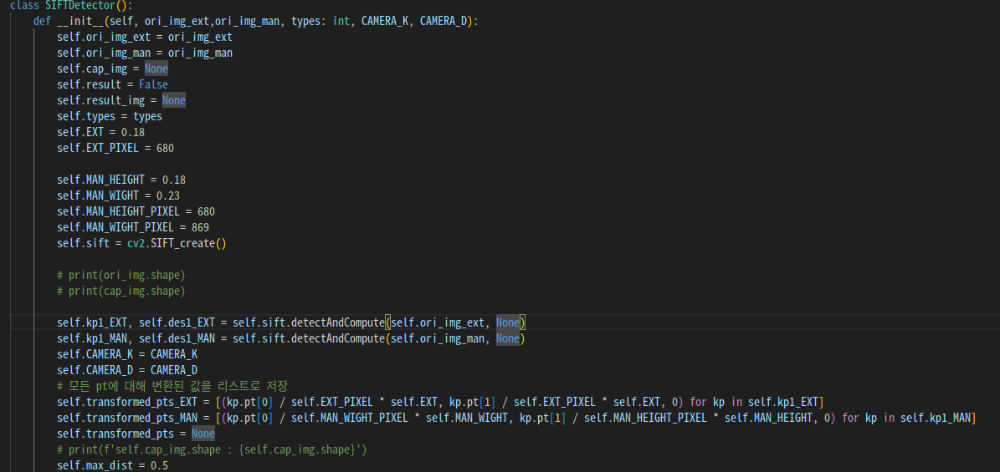 class SIFTDetector():
    def __init__(self, ori_img_ext,ori_img_man, types: int, CAMERA_K, CAMERA_D):
        self.ori_img_ext = ori_img_ext
        self.ori_img_man = ori_img_man
        self.cap_img = None
        self.result = False
        self.result_img = None
        self.types = types
        self.EXT = 0.18
        self.EXT_PIXEL = 680

        self.MAN_HEIGHT = 0.18
        self.MAN_WIGHT = 0.23
        self.MAN_HEIGHT_PIXEL = 680
        self.MAN_WIGHT_PIXEL = 869
        self.sift = cv2.SIFT_create()

        # print(ori_img.shape)
        # print(cap_img.shape)

        self.kp1_EXT, self.des1_EXT = self.sift.detectAndCompute(self.ori_img_ext, None)
        self.kp1_MAN, self.des1_MAN = self.sift.detectAndCompute(self.ori_img_man, None)
        self.CAMERA_K = CAMERA_K
        self.CAMERA_D = CAMERA_D
        # 모든 pt에 대해 변환된 값을 리스트로 저장
        self.transformed_pts_EXT = [(kp.pt[0] / self.EXT_PIXEL * self.EXT, kp.pt[1] / self.EXT_PIXEL * self.EXT, 0) for kp in self.kp1_EXT]
        self.transformed_pts_MAN = [(kp.pt[0] / self.MAN_WIGHT_PIXEL * self.MAN_WIGHT, kp.pt[1] / self.MAN_HEIGHT_PIXEL * self.MAN_HEIGHT, 0) for kp in self.kp1_MAN]
        self.transformed_pts = None
        # print(f'self.cap_img.shape : {self.cap_img.shape}')
        self.max_dist = 0.5